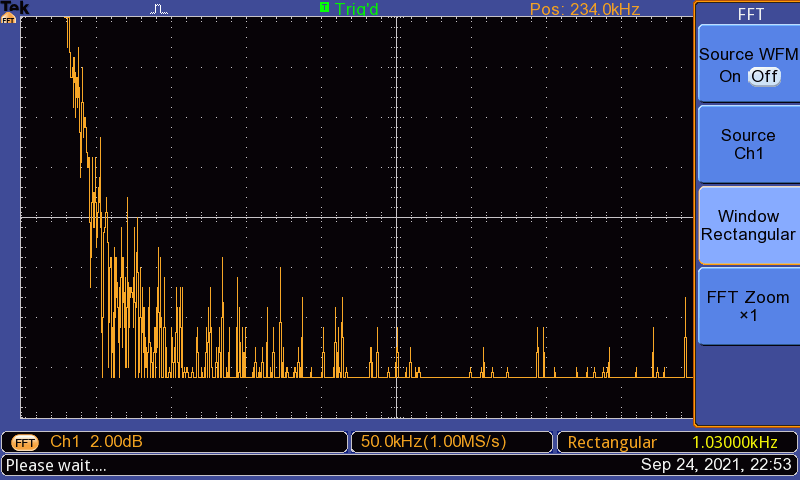 Tek
FFT
T Trig'd
Pos: 234.0kHz
FFT
Source WFM
On Off
Source
Ch1
Window
Rectangular
FFT Zoom
×1
FFT Ch1 2.00dB
50.0kHz(1.00MS/s)
Rectangular 1.03000kHz
Please wait....
Sep 24, 2021, 22:53